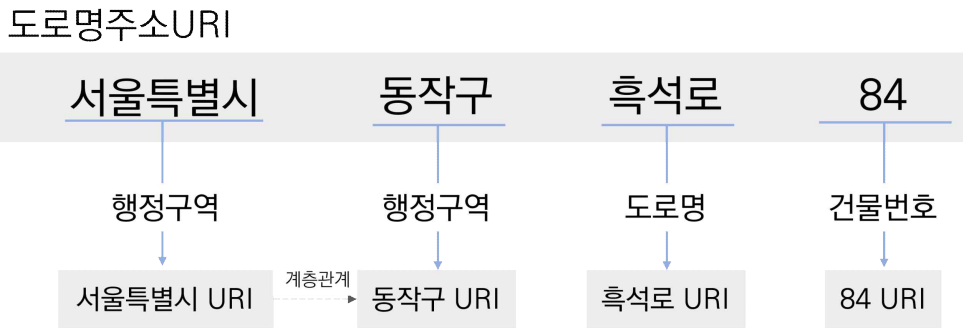 도로명주소URI
서울특별시 동작구 흑석로 84
행정구역 행정구역 도로명 건물번호
계층관계
서울특별시 URI 동작구 URI 흑석로 URI 84 URI